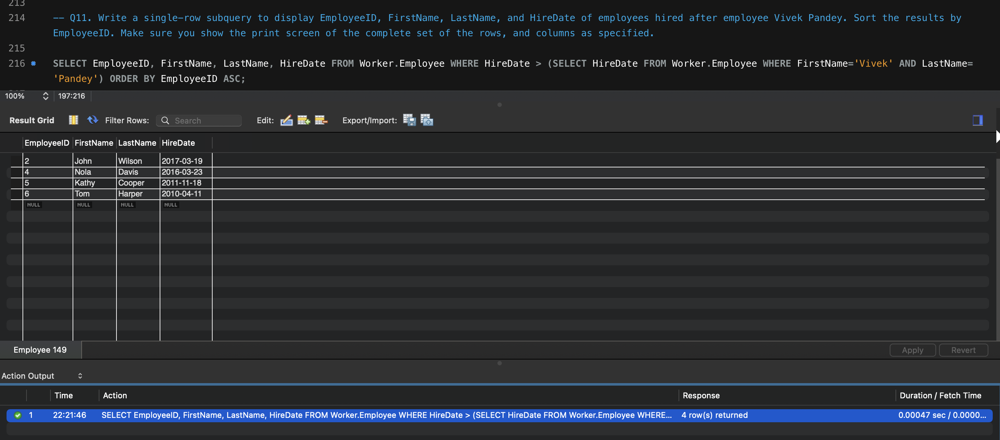 213
214 -- Q11. Write a single-row subquery to display EmployeeID, FirstName, LastName, and HireDate of employees hired after employee Vivek Pandey. Sort the results by
EmployeeID. Make sure you show the print screen of the complete set of the rows, and columns as specified.
215
216 SELECT EmployeeID, FirstName, LastName, HireDate FROM Worker.Employee WHERE HireDate > (SELECT HireDate FROM Worker.Employee WHERE FirstName='Vivek' AND LastName=
'Pandey') ORDER BY EmployeeID ASC;
100% 197:216
Result Grid Filter Rows: Search Edit: Export/Import:
EmployeeID FirstName LastName HireDate
2 John Wilson 2017-03-19
4 Nola Davis 2016-03-23
5 Kathy Cooper 2011-11-18
6 Tom Harper 2010-04-11
NULL NULL NULL NULL
Employee 149 Apply Revert
Action Output
Time Action Response Duration / Fetch Time
1 22:21:46 SELECT EmployeeID, FirstName, LastName, HireDate FROM Worker.Employee WHERE HireDate > (SELECT HireDate FROM Worker.Employee WHERE... 4 row(s) returned 0.00047 sec / 0.0000...